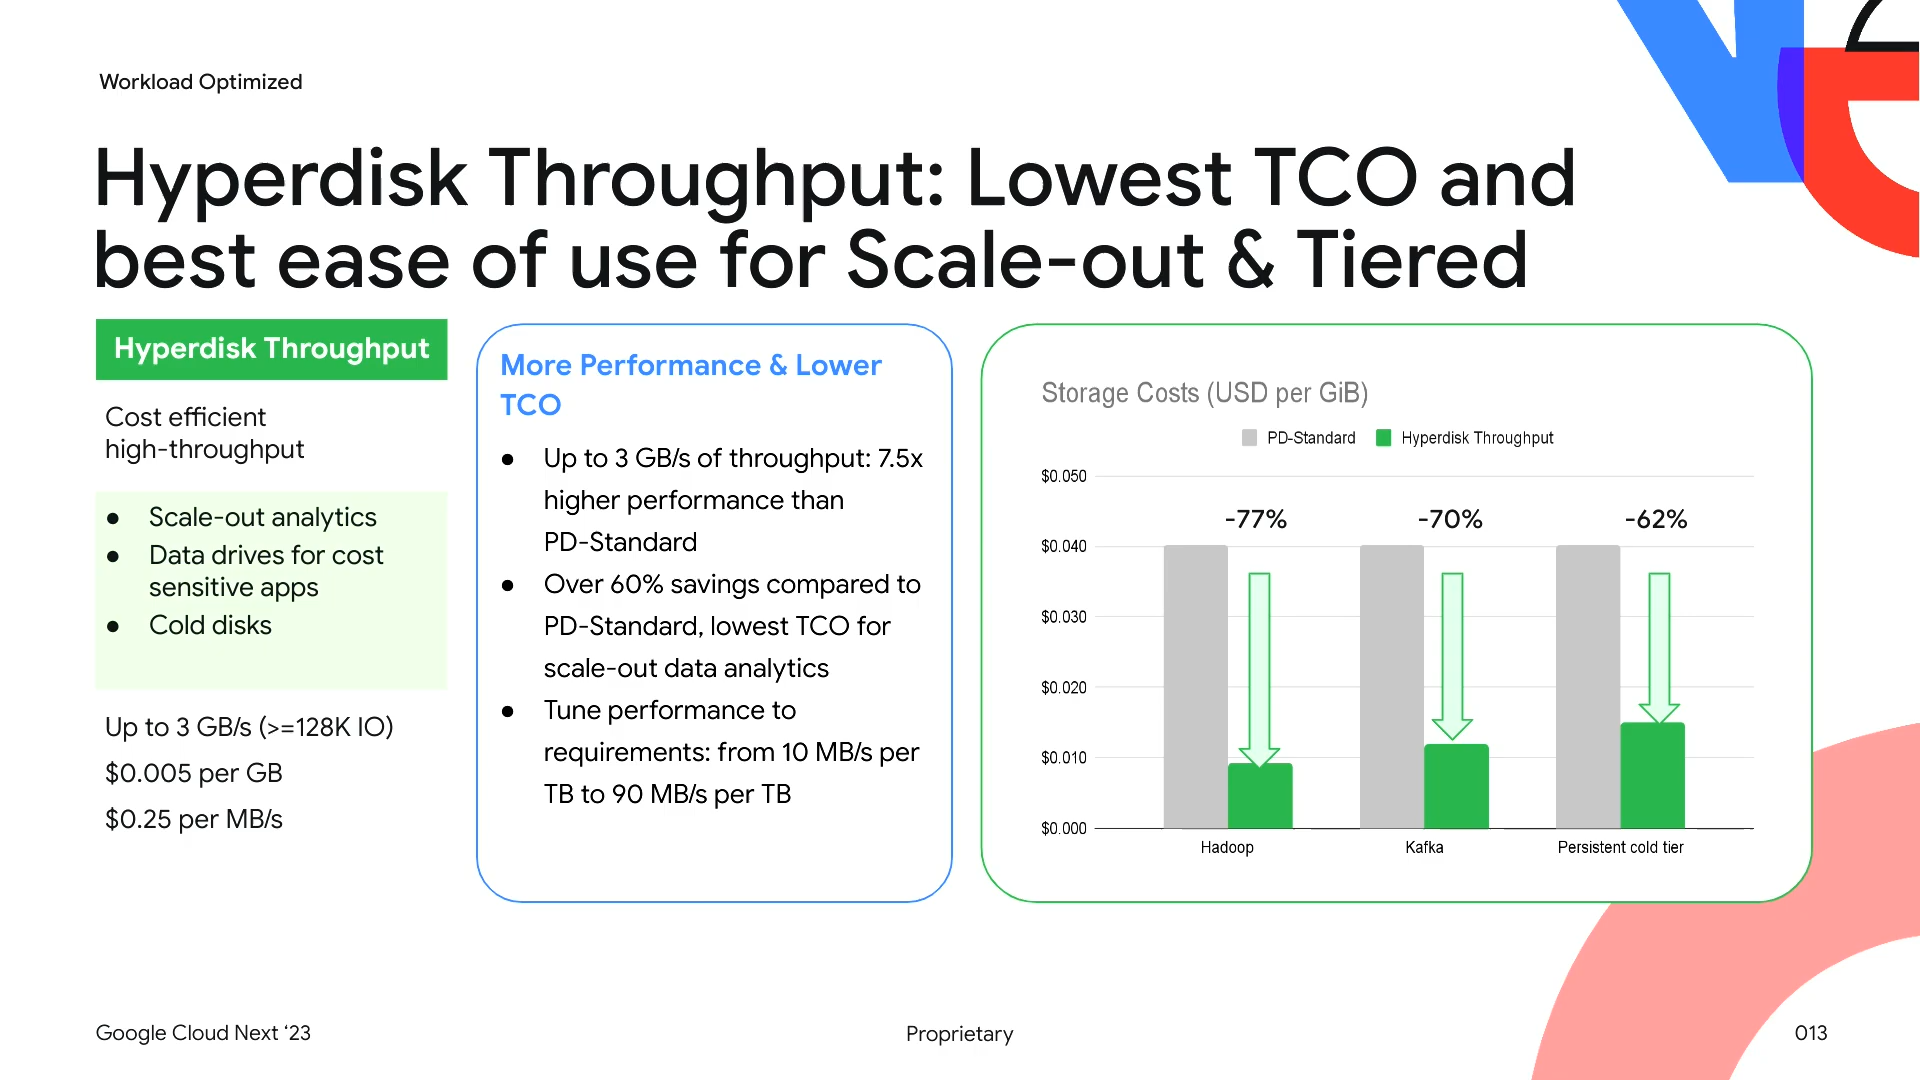 Workload Optimized
Hyperdisk Throughput: Lowest TCO and
best ease of use for Scale-out & Tiered
Hyperdisk Throughput
Cost efficient
high-throughput
● Scale-out analytics
● Data drives for cost
sensitive apps
● Cold disks
Up to 3 GB/s (>=128K IO)
$0.005 per GB
$0.25 per MB/s
More Performance & Lower
TCO
● Up to 3 GB/s of throughput: 7.5x
higher performance than
PD-Standard
● Over 60% savings compared to
PD-Standard, lowest TCO for
scale-out data analytics
● Tune performance to
requirements: from 10 MB/s per
TB to 90 MB/s per TB
Storage Costs (USD per GiB)
PD-Standard Hyperdisk Throughput
$0.050
-77% -70% -62%
$0.040
$0.030
$0.020
$0.010
$0.000
Hadoop Kafka Persistent cold tier
Google Cloud Next ‘23 Proprietary 013